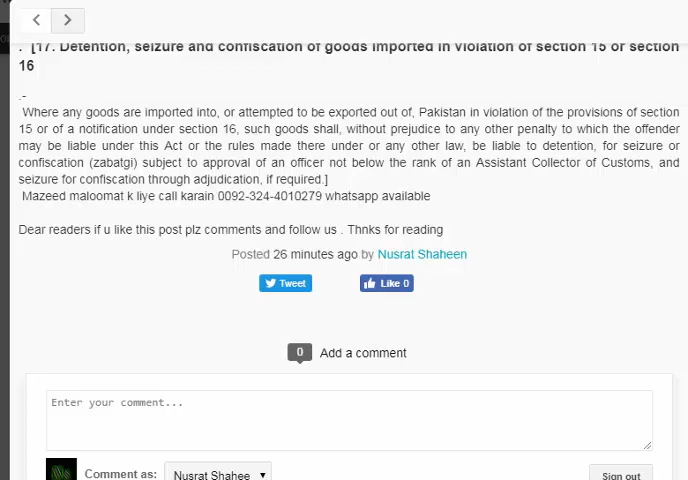 . [17. Detention, seizure and confiscation of goods imported in violation of section 15 or section
16
.-
Where any goods are imported into, or attempted to be exported out of, Pakistan in violation of the provisions of section
15 or of a notification under section 16, such goods shall, without prejudice to any other penalty to which the offender
may be liable under this Act or the rules made there under or any other law, be liable to detention, for seizure or
confiscation (zabatgi) subject to approval of an officer not below the rank of an Assistant Collector of Customs, and
seizure for confiscation through adjudication, if required.]
Mazeed maloomat k liye call karain 0092-324-4010279 whatsapp available
Dear readers if u like this post plz comments and follow us . Thnks for reading
Posted 26 minutes ago by Nusrat Shaheen
Tweet Like 0
0 Add a comment
Enter your comment...
Comment as: Nusrat Shahee Sign out